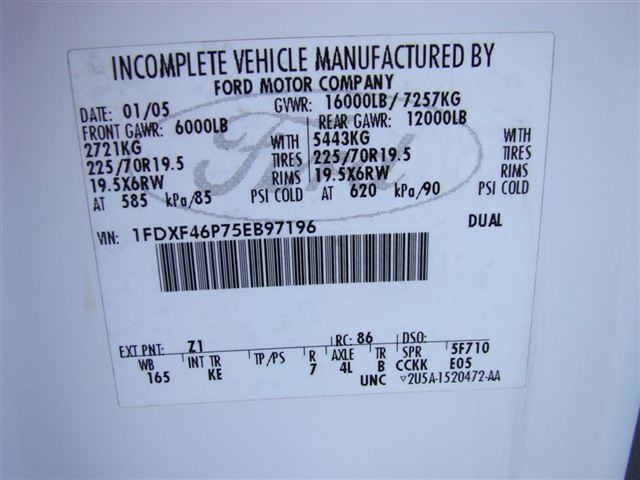 INCOMPLETE VEHICLE MANUFACTURED BY
FORD MOTOR COMPANY
DATE: 01/05 GVWR: 16000LB/7257KG
FRONT GAWR: 6000LB REAR GAWR: 12000LB
2721KG WITH 5443KG WITH
225/70R19.5 TIRES 225/70R19.5 TIRES
19.5X6RW RIMS 19.5X6RW RIMS
AT 585 kPa/85 PSI COLD AT 620 kPa/90 PSI COLD
VIN: 1FDXF46P75EB97196 DUAL
Ford
EXT PNT: Z1 RC: 86 DSO:
WB INT TR TP/PS R AXLE TR SPR 5F710
165 KE 7 4L B CCKK E05
UNC ▽2U5A-1520472-AA